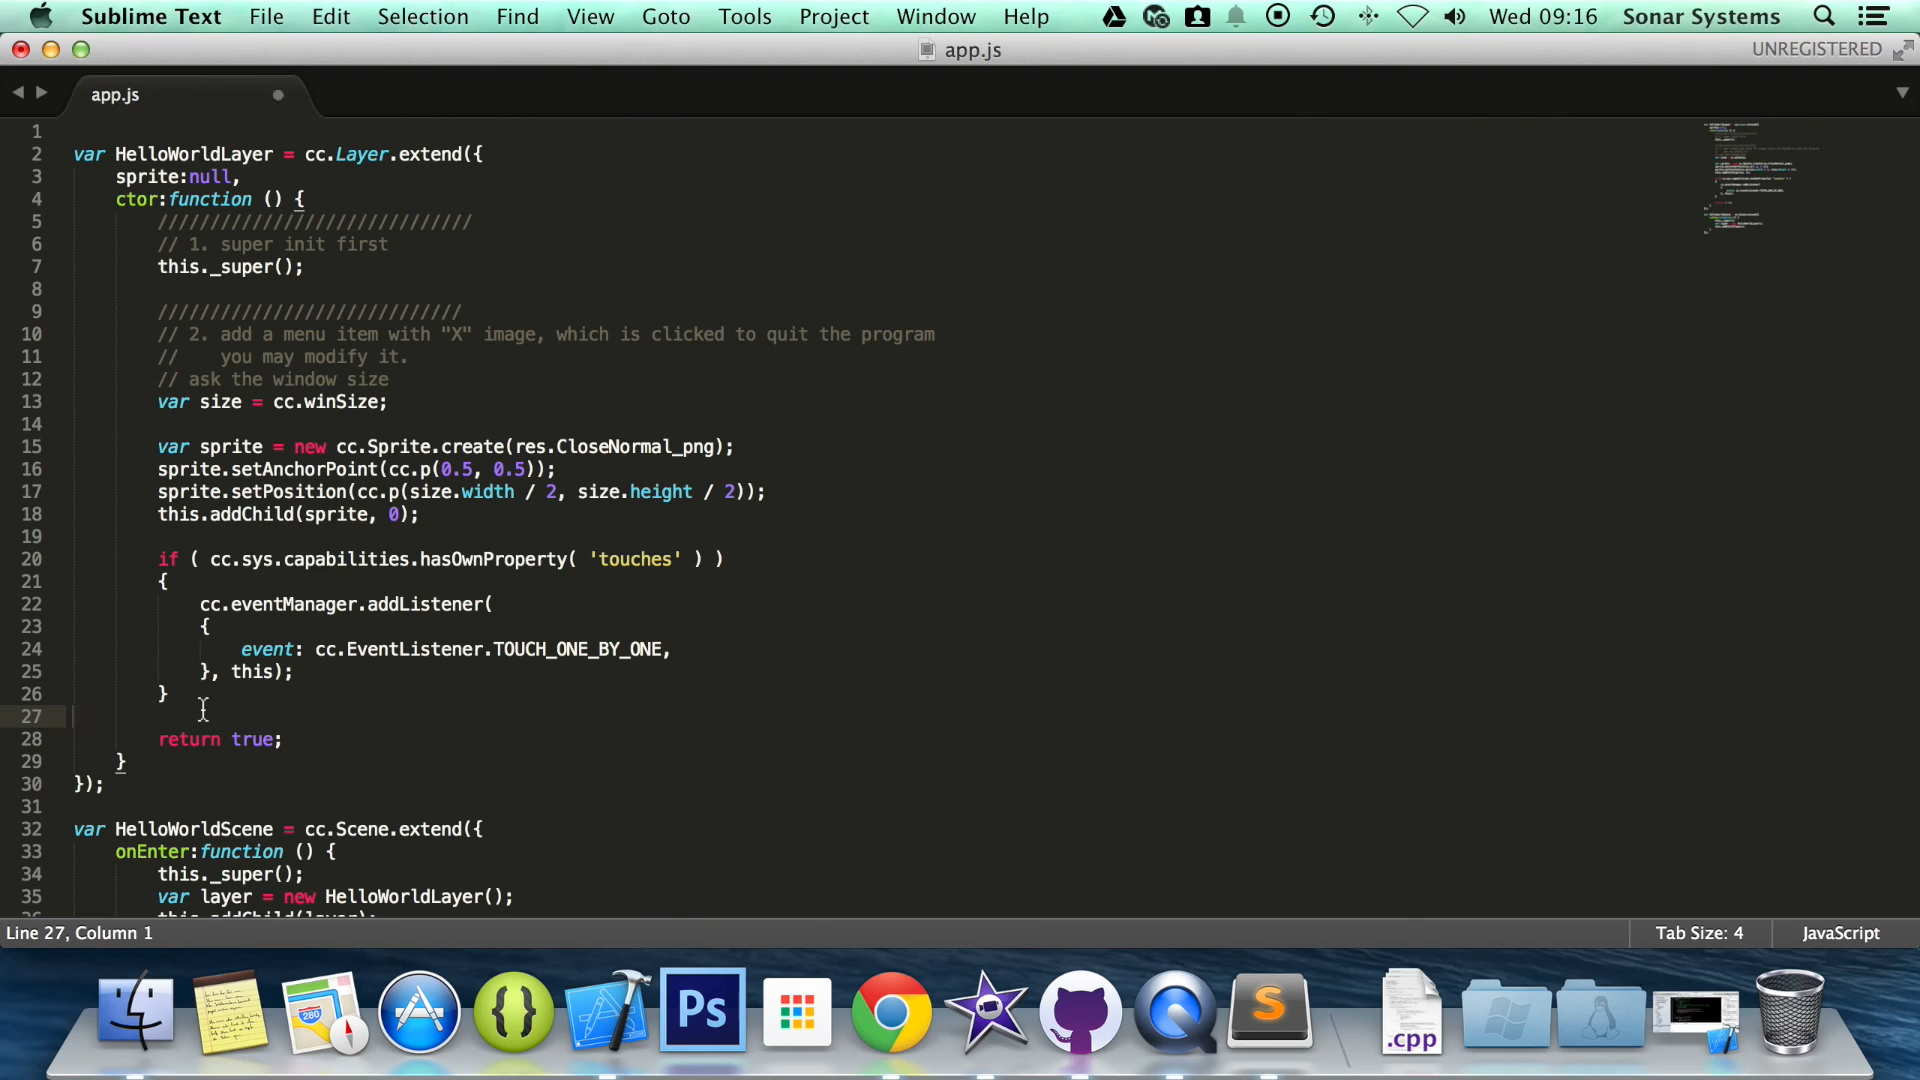 Sublime Text File Edit Selection Find View Goto Tools Project Window Help Wed 09:16 Sonar Systems
app.js UNREGISTERED
app.js
1
2 var HelloWorldLayer = cc.Layer.extend({
3 sprite:null,
4 ctor:function () {
5 //////////////////////////////
6 // 1. super init first
7 this._super();
8
9 /////////////////////////////
10 // 2. add a menu item with "X" image, which is clicked to quit the program
11 // you may modify it.
12 // ask the window size
13 var size = cc.winSize;
14
15 var sprite = new cc.Sprite.create(res.CloseNormal_png);
16 sprite.setAnchorPoint(cc.p(0.5, 0.5));
17 sprite.setPosition(cc.p(size.width / 2, size.height / 2));
18 this.addChild(sprite, 0);
19
20 if ( cc.sys.capabilities.hasOwnProperty( 'touches' ) )
21 {
22 cc.eventManager.addListener(
23 {
24 event: cc.EventListener.TOUCH_ONE_BY_ONE,
25 }, this);
26 }
27
28 return true;
29 }
30 });
31
32 var HelloWorldScene = cc.Scene.extend({
33 onEnter:function () {
34 this._super();
35 var layer = new HelloWorldLayer();
36 this.addChild(layer);
Line 27, Column 1 Tab Size: 4 JavaScript
280
{}
Ps
S
.cpp